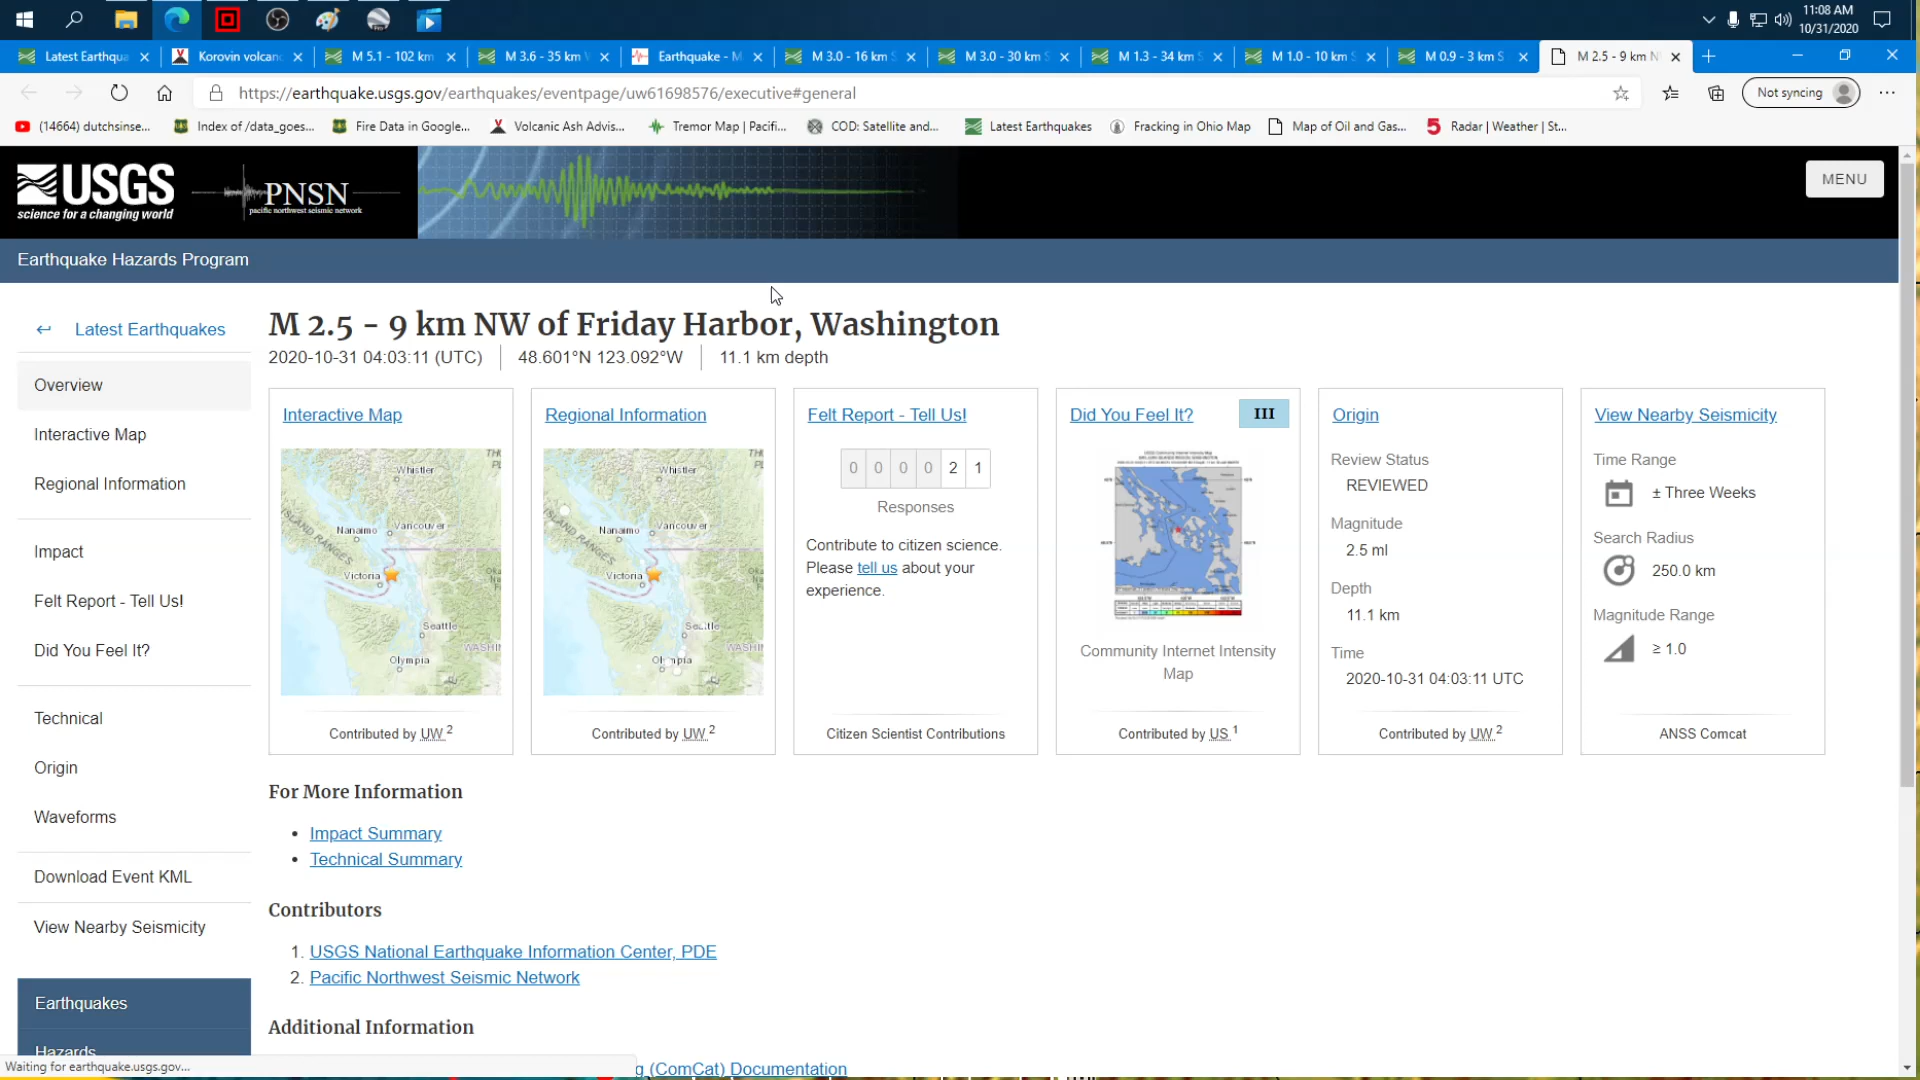 11:08 AM
10/31/2020
Latest Earthqua
Korovin volcan
M 5.1 - 102 km
M 3.6 - 35 km
Earthquake - M
M 3.0 - 16 km
M 3.0 - 30 km
M 1.3 - 34 km
M 1.0 - 10 km
M 0.9 - 3 km S
M 2.5 - 9 km N
https://earthquake.usgs.gov/earthquakes/eventpage/uw61698576/executive#general
Not syncing
(14664) dutchsinse...
Index of /data_goes...
Fire Data in Google...
Volcanic Ash Advis...
Tremor Map | Pacifi...
COD: Satellite and...
Latest Earthquakes
Fracking in Ohio Map
Map of Oil and Gas...
Radar | Weather | St...
USGS
science for a changing world
PNSN
pacific northwest seismic network
MENU
Earthquake Hazards Program
Latest Earthquakes
Overview
Interactive Map
Regional Information
Impact
Felt Report - Tell Us!
Did You Feel It?
Technical
Origin
Waveforms
Download Event KML
View Nearby Seismicity
Earthquakes
Hazards
M 2.5 - 9 km NW of Friday Harbor, Washington
2020-10-31 04:03:11 (UTC)
48.601°N 123.092°W
11.1 km depth
Interactive Map
Whistler
ISLAND RANGES
Nanaimo
Vancouver
Victoria
Seattle
WASHIN
Olympia
Contributed by UW 2
Regional Information
Whistler
ISLAND RANGES
Nanaimo
Vancouver
Victoria
Seattle
WASHIN
Olympia
Contributed by UW 2
Felt Report - Tell Us!
0 0 0 0 2 1
Responses
Contribute to citizen science.
Please tell us about your
experience.
Citizen Scientist Contributions
Did You Feel It?
III
Community Internet Intensity
Map
Contributed by US 1
Origin
Review Status
REVIEWED
Magnitude
2.5 ml
Depth
11.1 km
Time
2020-10-31 04:03:11 UTC
Contributed by UW 2
View Nearby Seismicity
Time Range
± Three Weeks
Search Radius
250.0 km
Magnitude Range
≥ 1.0
ANSS Comcat
For More Information
• Impact Summary
• Technical Summary
Contributors
1. USGS National Earthquake Information Center, PDE
2. Pacific Northwest Seismic Network
Additional Information
g (ComCat) Documentation
Waiting for earthquake.usgs.gov...